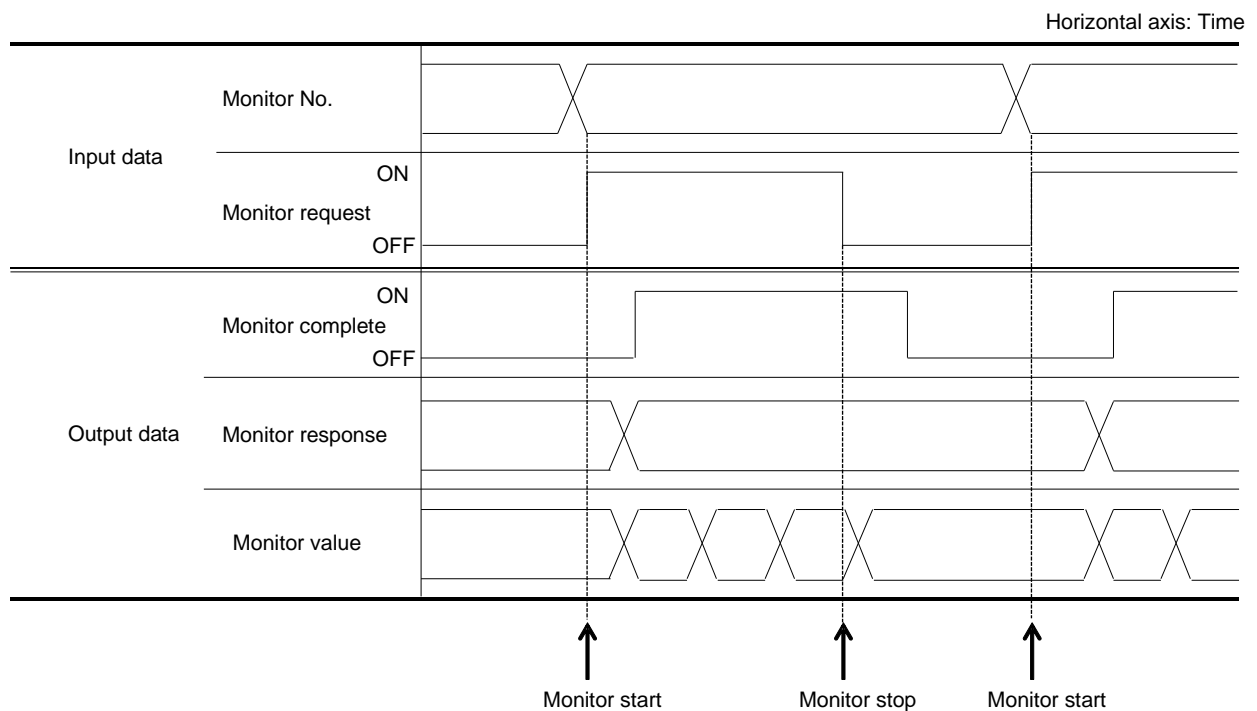 Horizontal axis: Time
Input data
Monitor No.
ON
Monitor request
OFF
Output data
ON
Monitor complete
OFF
Monitor response
Monitor value
Monitor start
Monitor stop
Monitor start